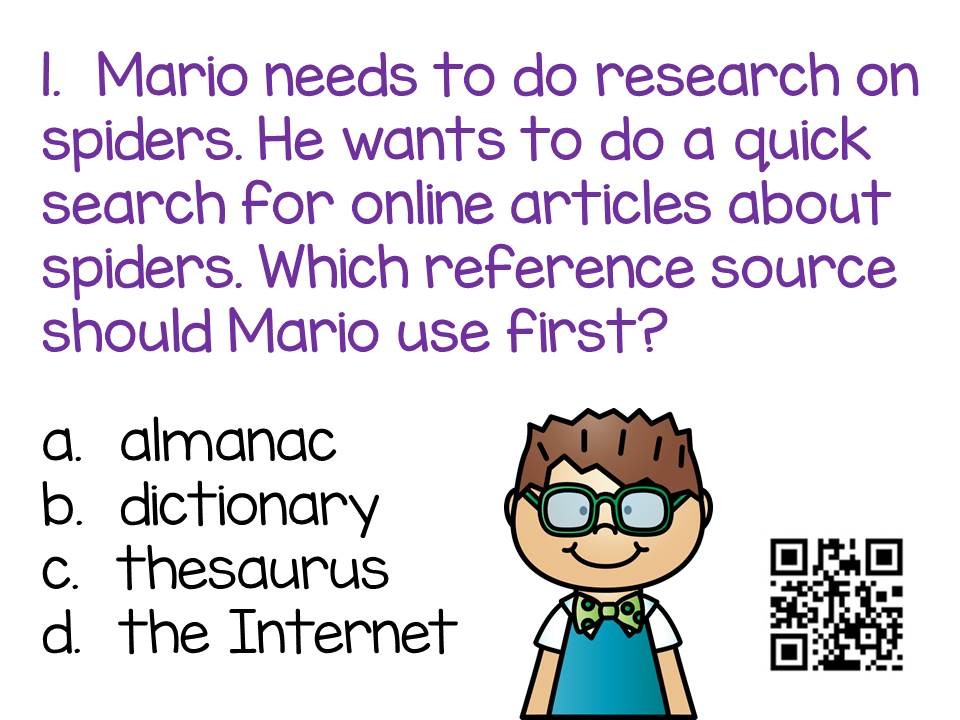 1. Mario needs to do research on
spiders. He wants to do a quick
search for online articles about
spiders. Which reference source
should Mario use first?
a. almanac
b. dictionary
c. thesaurus
d. the Internet